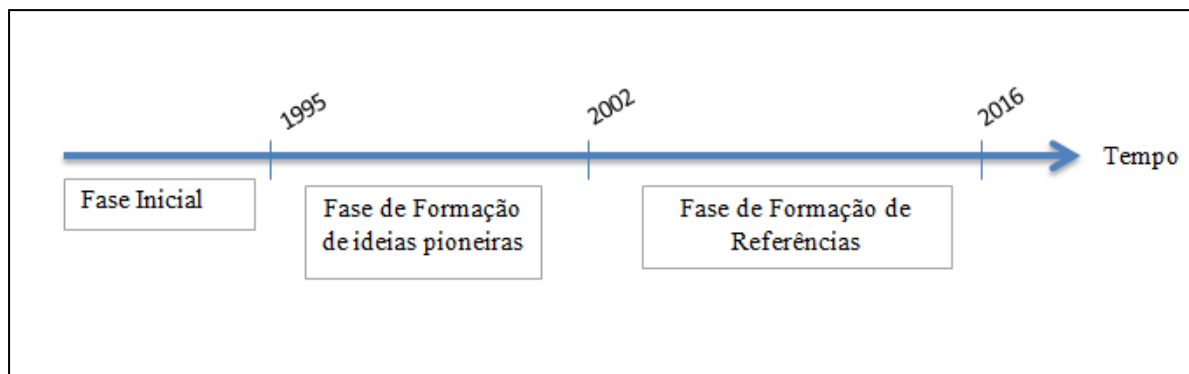 1995
2002
2016
Tempo
Fase Inicial
Fase de Formação
de ideias pioneiras
Fase de Formação de
Referências